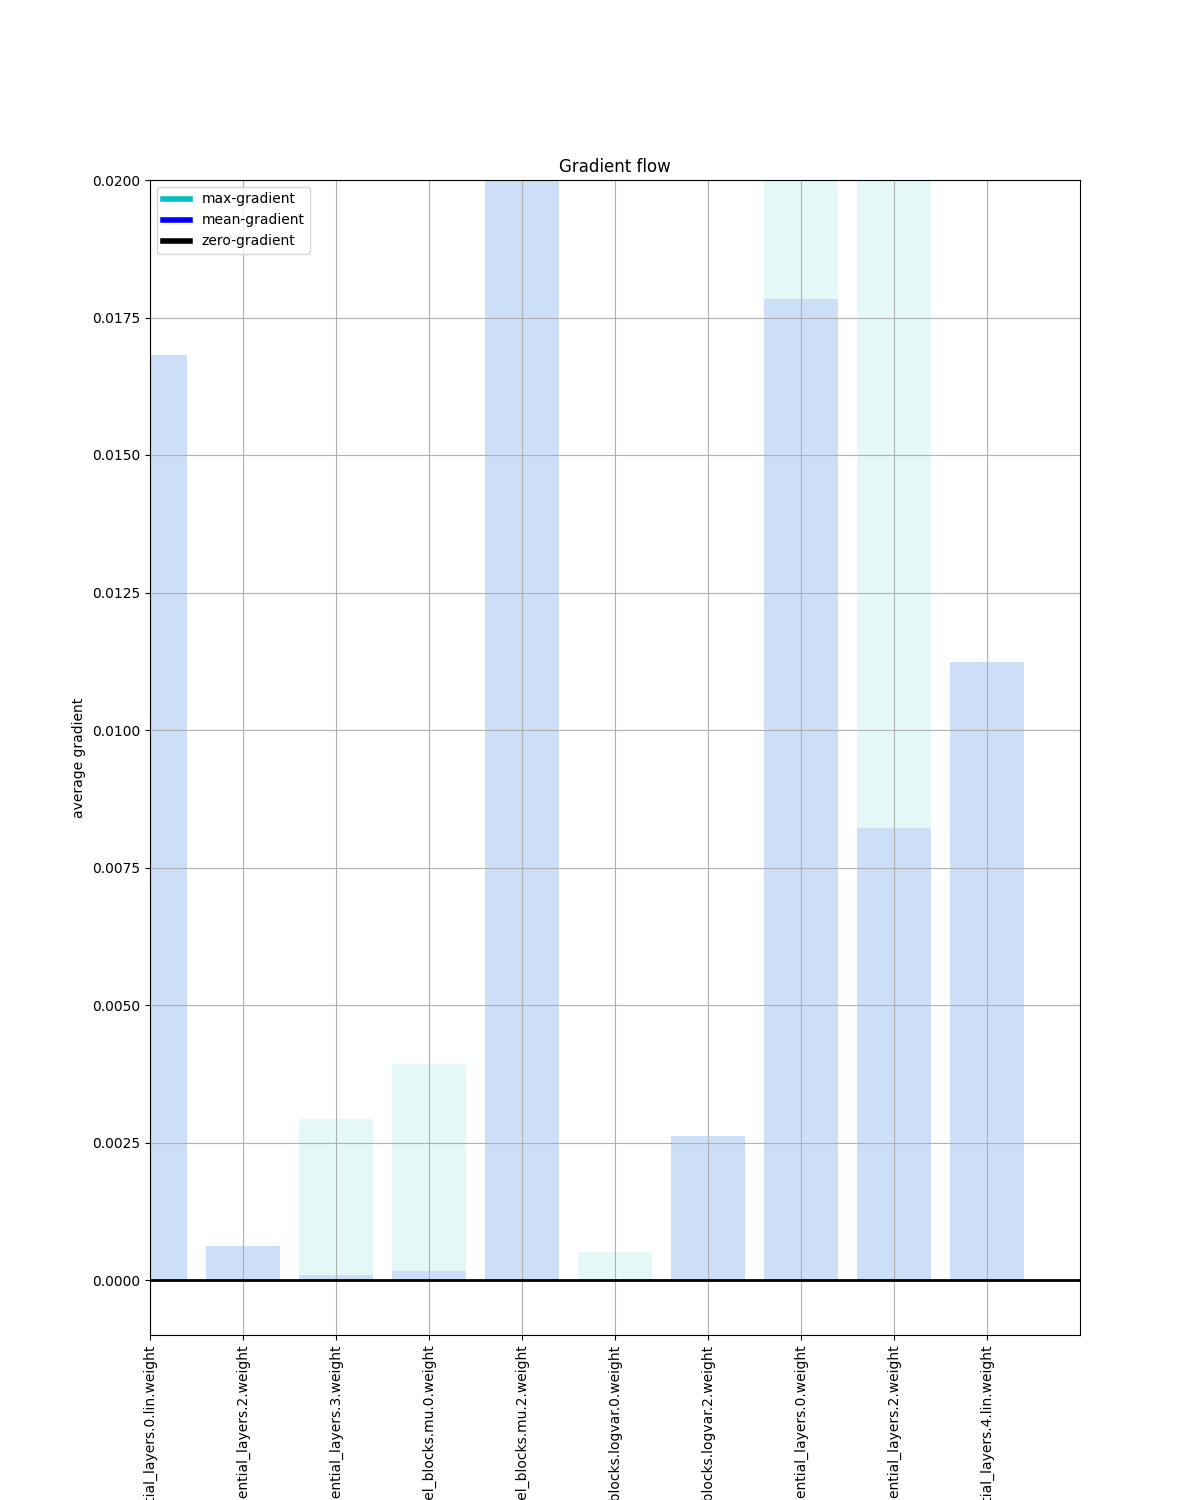 Gradient flow
max-gradient
mean-gradient
zero-gradient
0.0200
0.0175
0.0150
0.0125
0.0100
0.0075
0.0050
0.0025
0.0000
average gradient
tial_layers.0.lin.weight
ential_layers.2.weight
ential_layers.3.weight
el_blocks.mu.0.weight
el_blocks.mu.2.weight
blocks.logvar.0.weight
blocks.logvar.2.weight
ential_layers.0.weight
ential_layers.2.weight
tial_layers.4.lin.weight